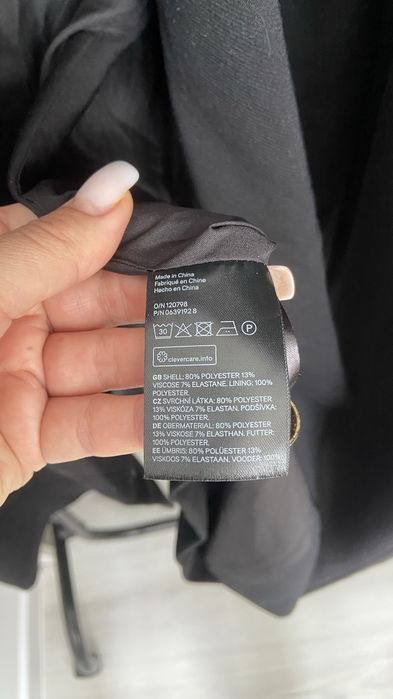 Made in China
Fabriqué en Chine
Hecho en China
O/N 120798
P/N 0639192 8
30 P
clevercare.info
GB SHELL: 80% POLYESTER 13%
VISCOSE 7% ELASTANE. LINING: 100%
POLYESTER.
CZ SVRCHNÍ LÁTKA: 80% POLYESTER
13% VISKÓZA 7% ELASTAN. PODŠÍVKA:
100% POLYESTER.
DE OBERMATERIAL: 80% POLYESTER
13% VISKOSE 7% ELASTHAN. FUTTER:
100% POLYESTER.
EE ÜMBRIS: 80% POLÜESTER 13%
VISKOOS 7% ELASTAAN. VOODER: 100%